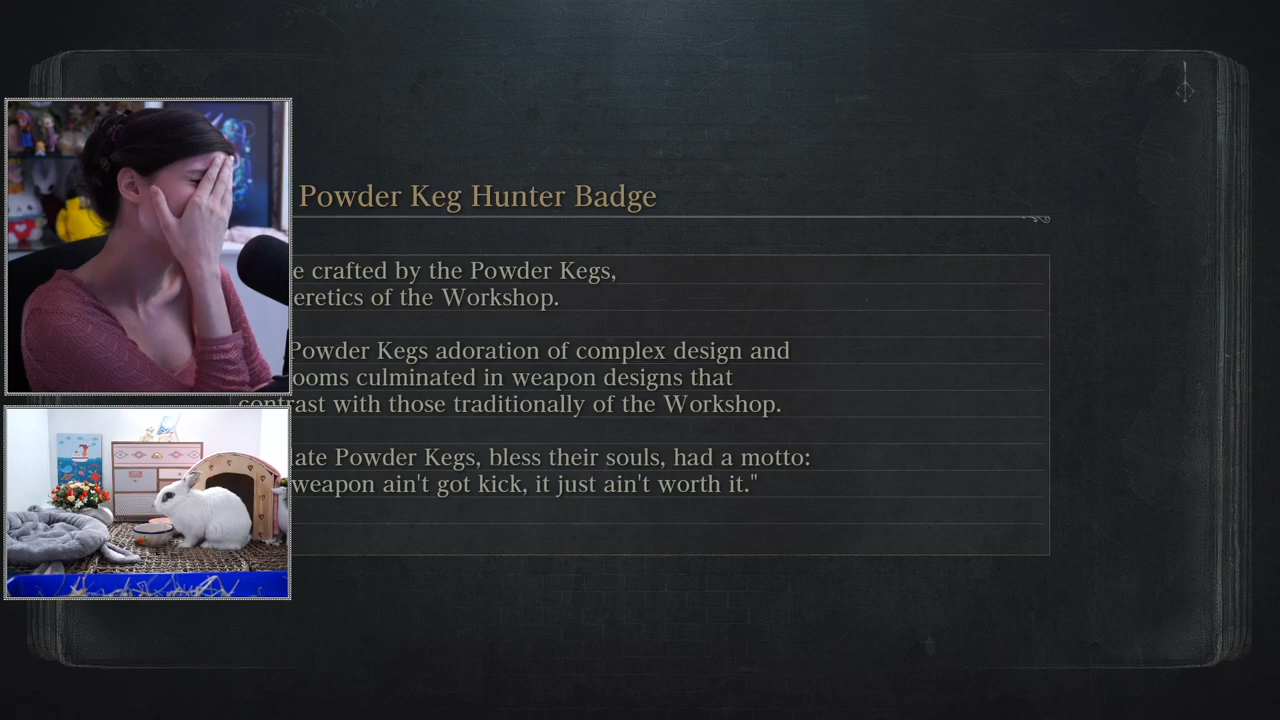 Powder Keg Hunter Badge
e crafted by the Powder Kegs,
eretics of the Workshop.
Powder Kegs adoration of complex design and
ooms culminated in weapon designs that
contrast with those traditionally of the Workshop.
ate Powder Kegs, bless their souls, had a motto:
weapon ain't got kick, it just ain't worth it."